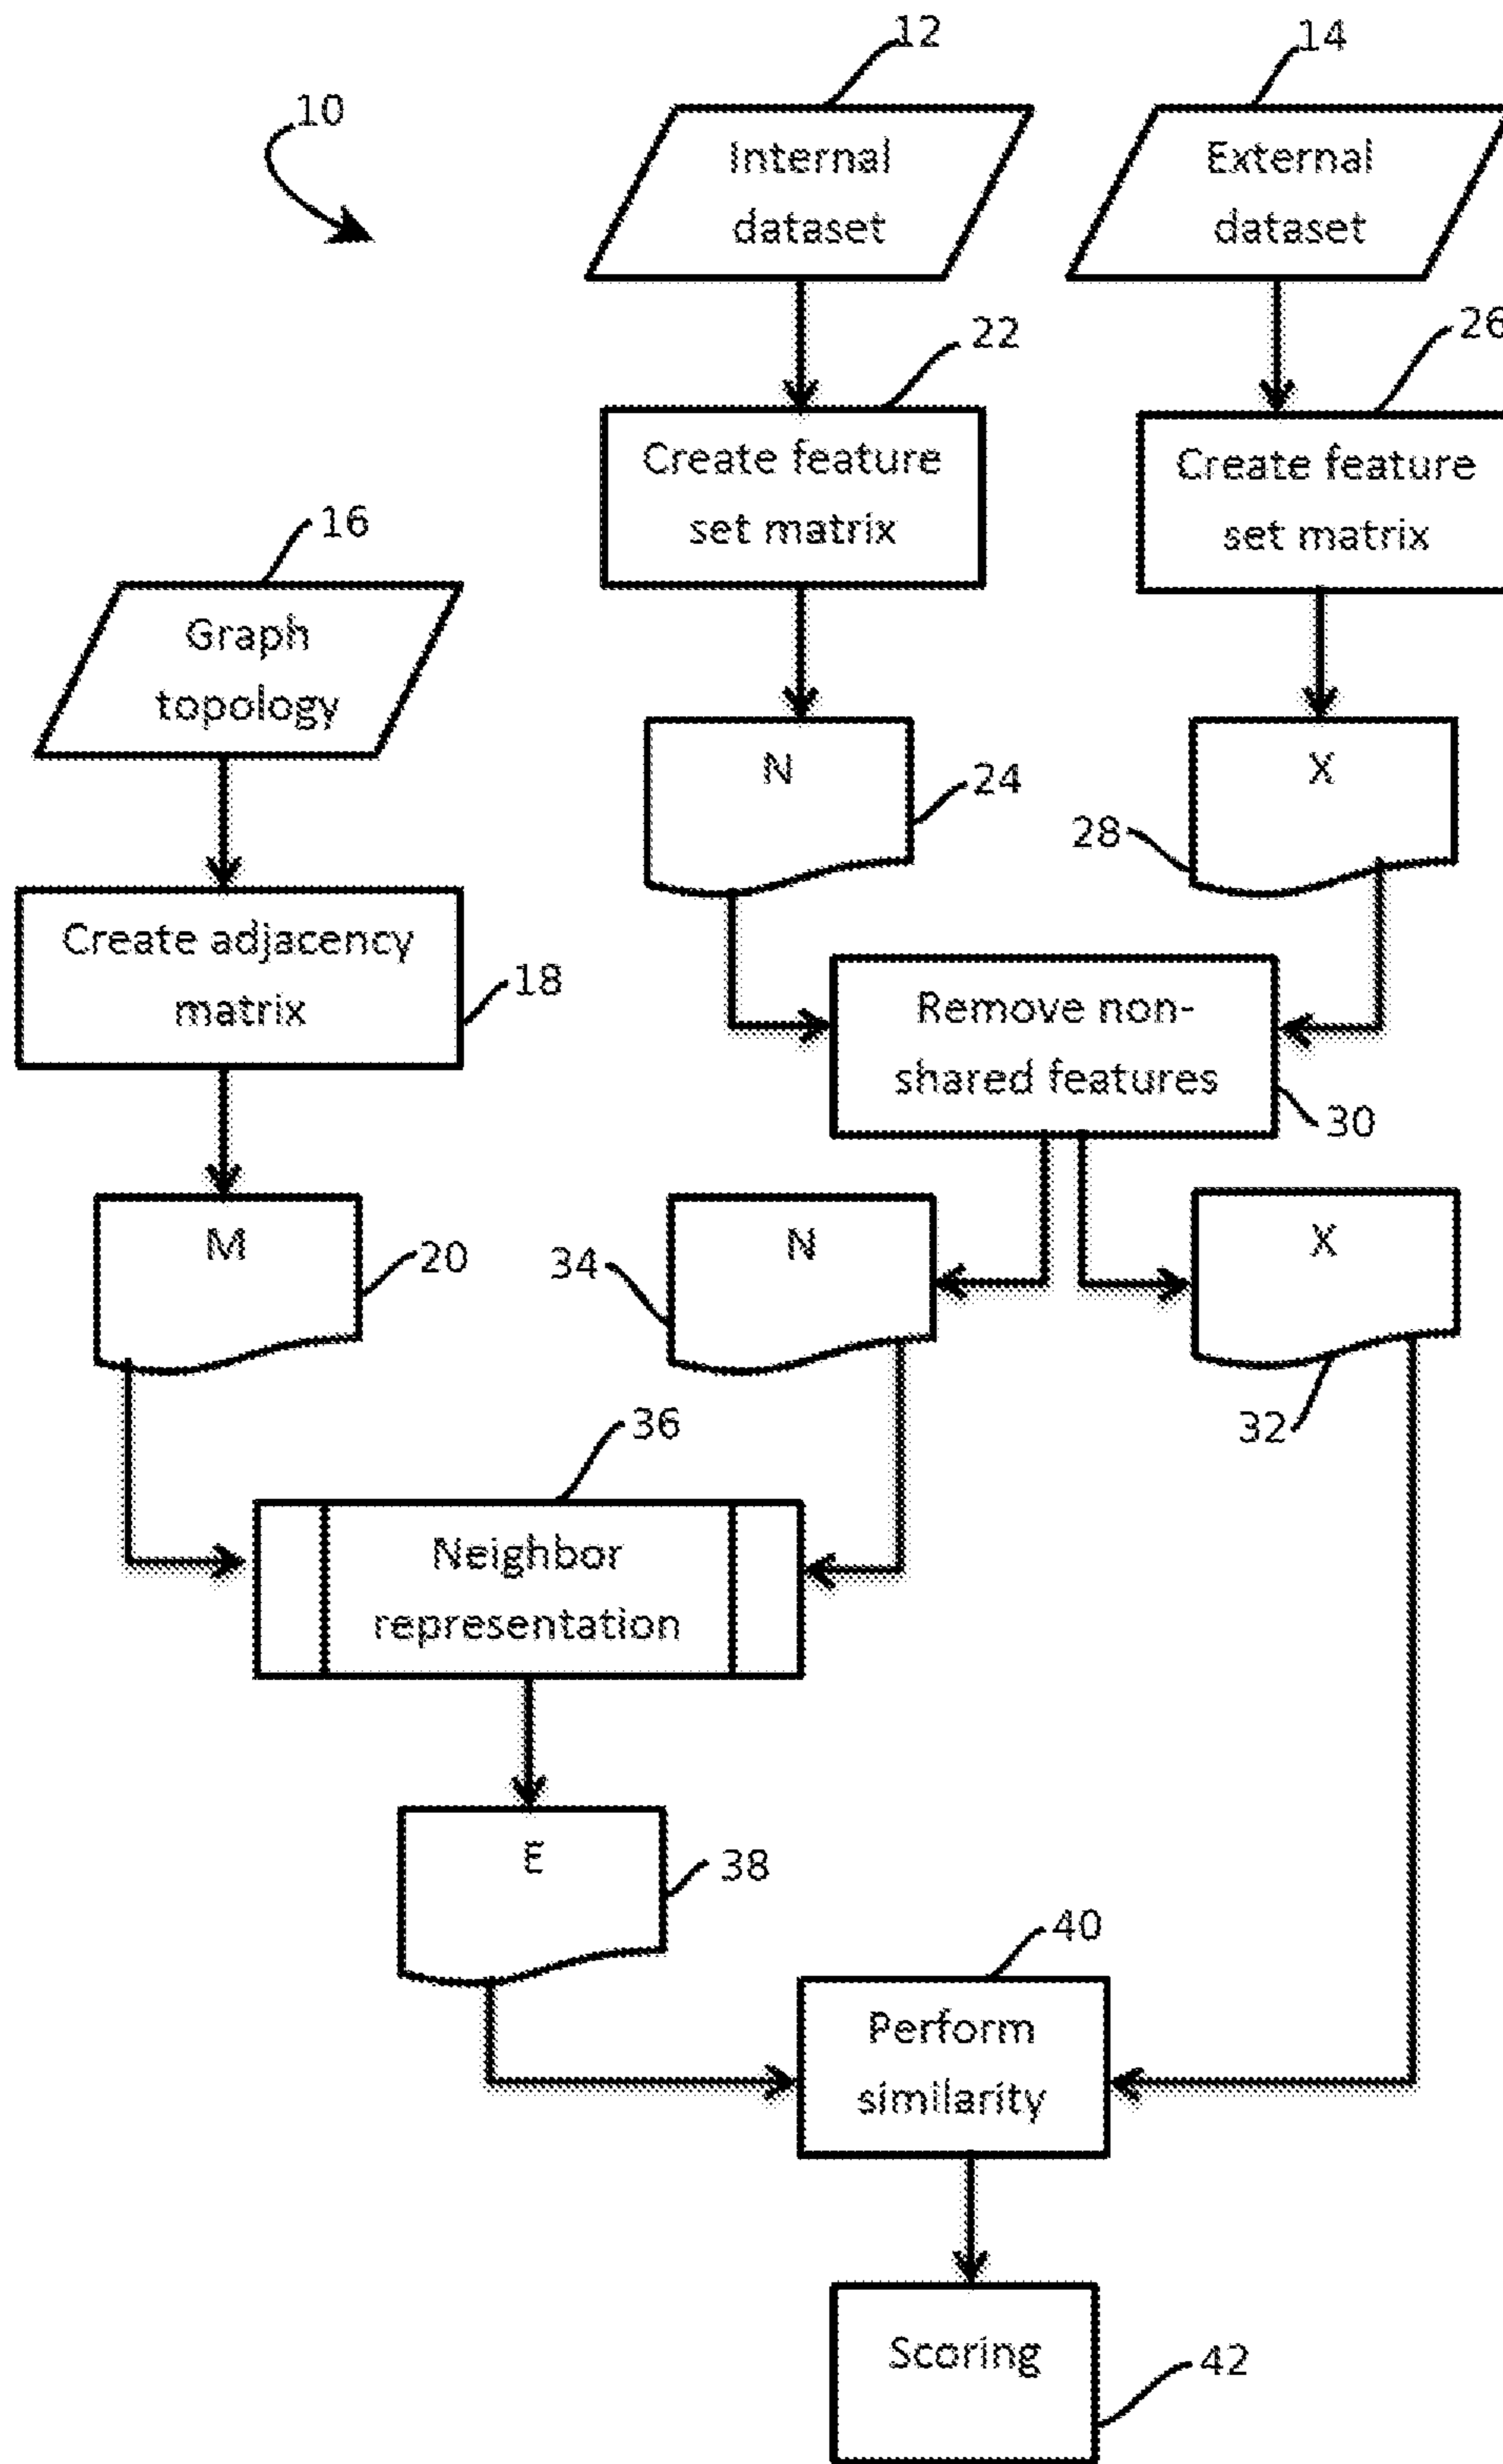 12
14
10
Internal
dataset
External
dataset
22
26
Create feature
set matrix
Create feature
set matrix
16
Graph
topology
N
24
X
28
Create adjacency
matrix
18
Remove non-
shared features
30
M
20
34
N
X
32
36
Neighbor
representation
E
38
40
Perform
similarity
Scoring
42